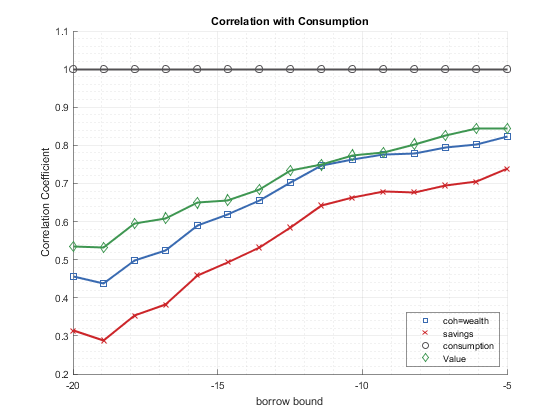 Correlation with Consumption
1.1
1
0.9
0.8
0.7
0.6
0.5
0.4
0.3
0.2
Correlation Coefficient
-20
-15
-10
-5
borrow bound
coh=wealth
savings
consumption
Value